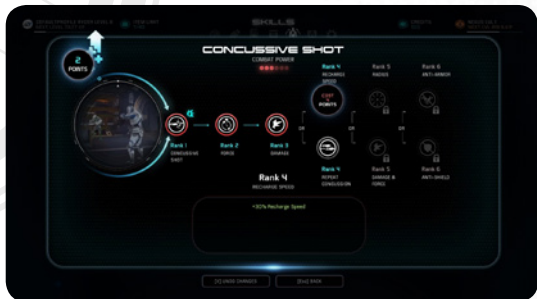 SKILLS
2
POINTS
CONCUSSIVE SHOT
COMBAT POWER
Rank 4
RECHARGE
SPEED
Rank 5
RADIUS
Rank 6
ANTI-ARMOR
COST
POINTS
OR
OR
OR
Rank 1
CONCUSSIVE
SHOT
Rank 2
FORCE
Rank 3
DAMAGE
Rank 4
REPEAT
CONCUSSION
Rank 5
DAMAGE &
FORCE
Rank 6
ANTI-SHIELD
Rank 4
RECHARGE SPEED
Recharge Speed
UNDO CHANGES
[Esc] BACK